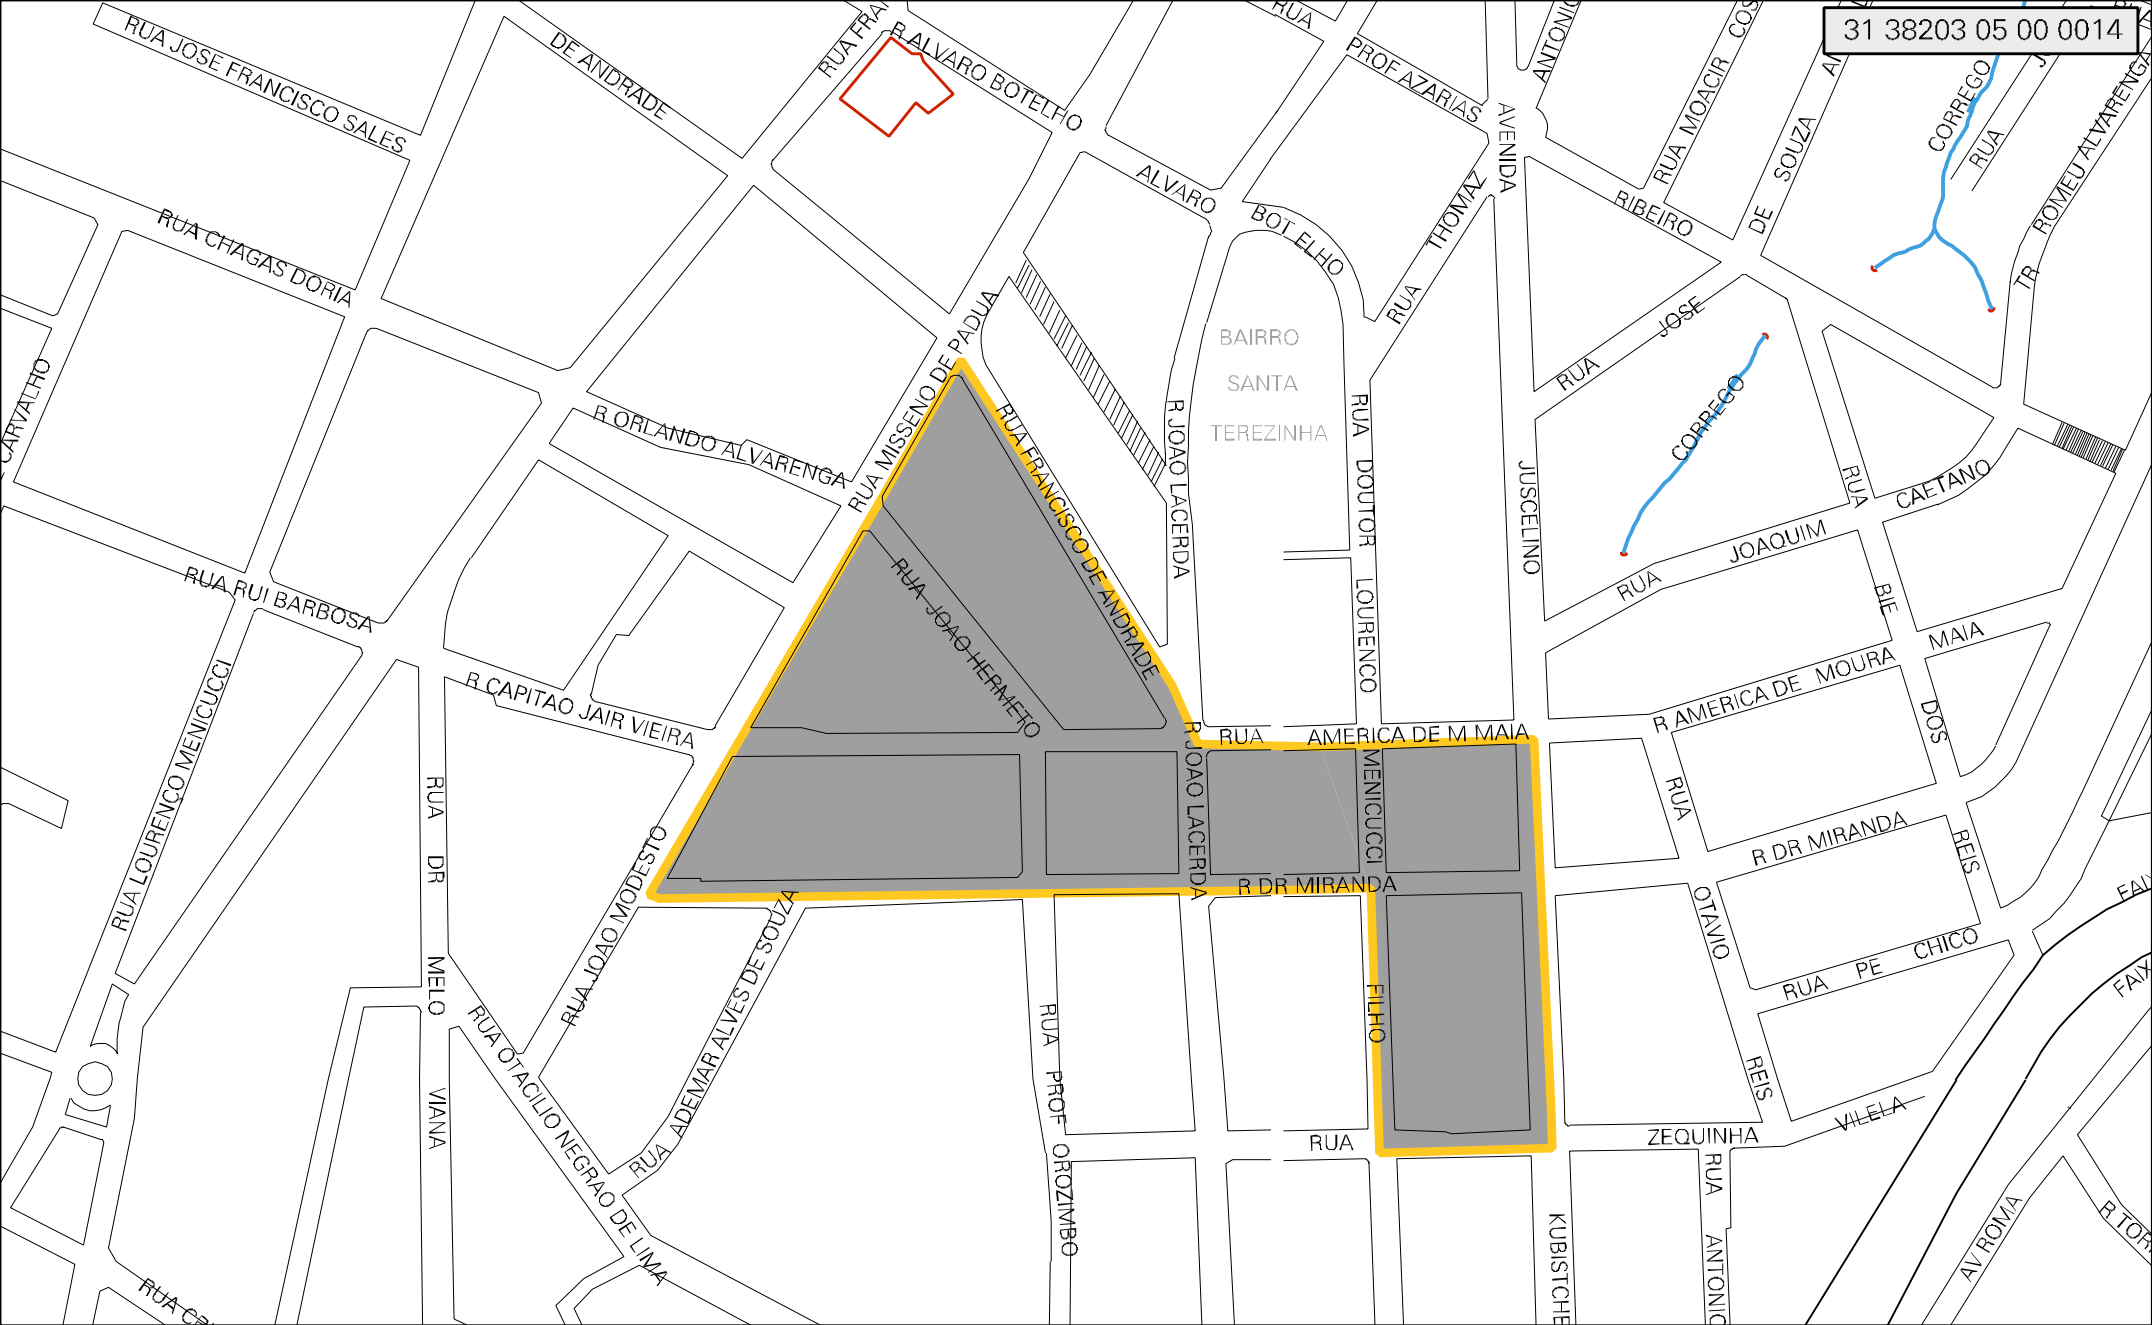 31 38203 05 00 0014
RUA JOSE FRANCISCO SALES
DE ANDRADE
R ALVARO BOTELHO
RUA
PROF AZARIAS
RUA MOACIR
SOUZA
DE
CORREGO
RUA
ROMEU ALVARENGA
TR
AVENIDA
ALVARO
BOT ELHO
RUA THOMAZ
RIBEIRO
RUA CHAGAS DORIA
RUA JOSE
BAIRRO
SANTA
TEREZINHA
CARVALHO
R ORLANDO ALVARENGA
RUA MISSENO DE PADUA
RUA FRANCISCO DE ANDRADE
R JOAO LACERDA
RUA DOUTOR LOURENCO
MENICUCCI
FILHO
JUSCELINO
CORREGO
RUA
BIE
DOS
REIS
CAETANO
RUA JOAQUIM
RUA RUI BARBOSA
RUA JOAO HERMETO
R CAPITAO JAIR VIEIRA
RUA LOURENÇO MENICUCCI
RUA AMERICA DE M MAIA
R AMERICA DE MOURA MAIA
R JOAO LACERDA
RUA DR MELO VIANA
RUA JOAO MODESTO
R DR MIRANDA
R DR MIRANDA
RUA OTAVIO REIS
RUA PE CHICO
RUA ADEMAR ALVES DE SOUZA
RUA OTACILIO NEGRAO DE LIMA
RUA PROF OROZIMBO
RUA ZEQUINHA VILELA
RUA ANTONIO
AV ROMA